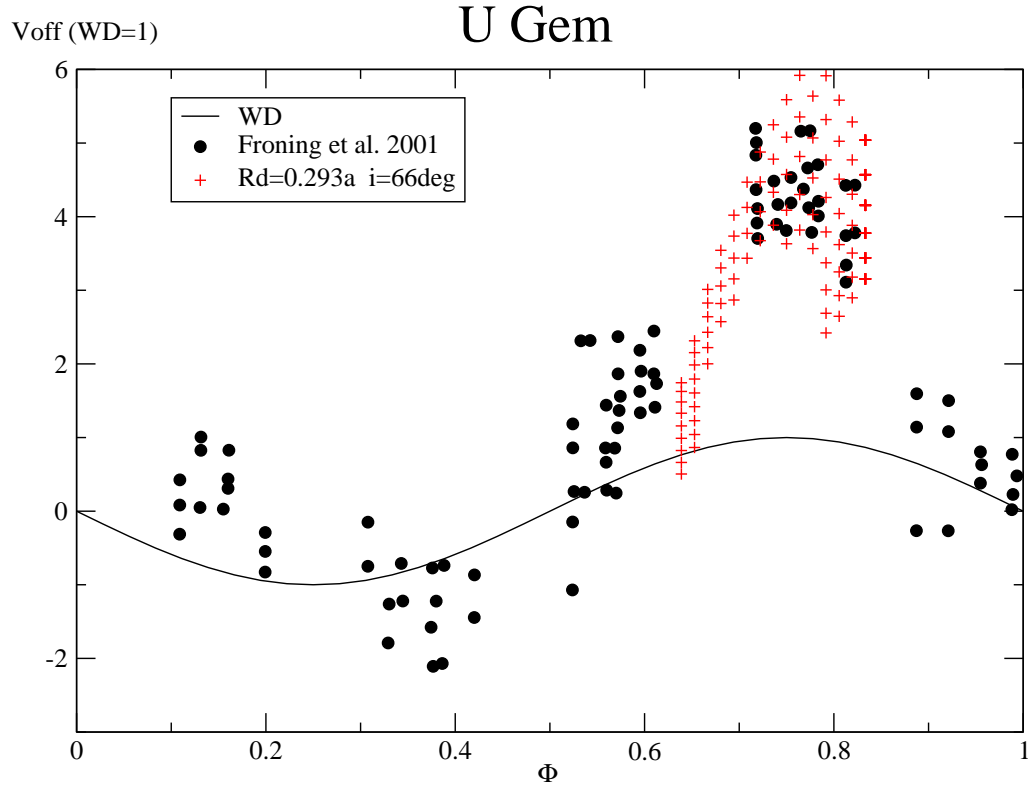 U Gem
Voff (WD=1)
WD
Froning et al. 2001
Rd=0.293a i=66deg
6
4
2
0
-2
0
0.2
0.4
0.6
0.8
1
Φ